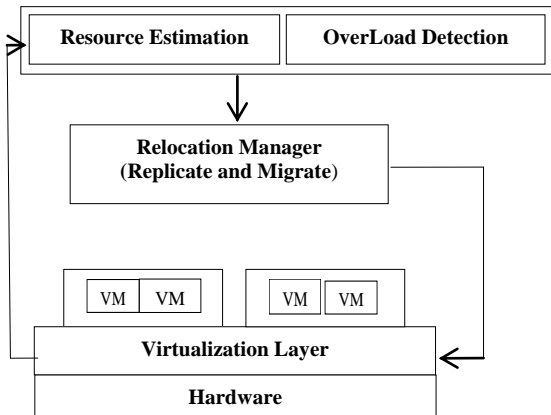 Resource Estimation
OverLoad Detection
Relocation Manager
(Replicate and Migrate)
VM VM VM VM
Virtualization Layer
Hardware